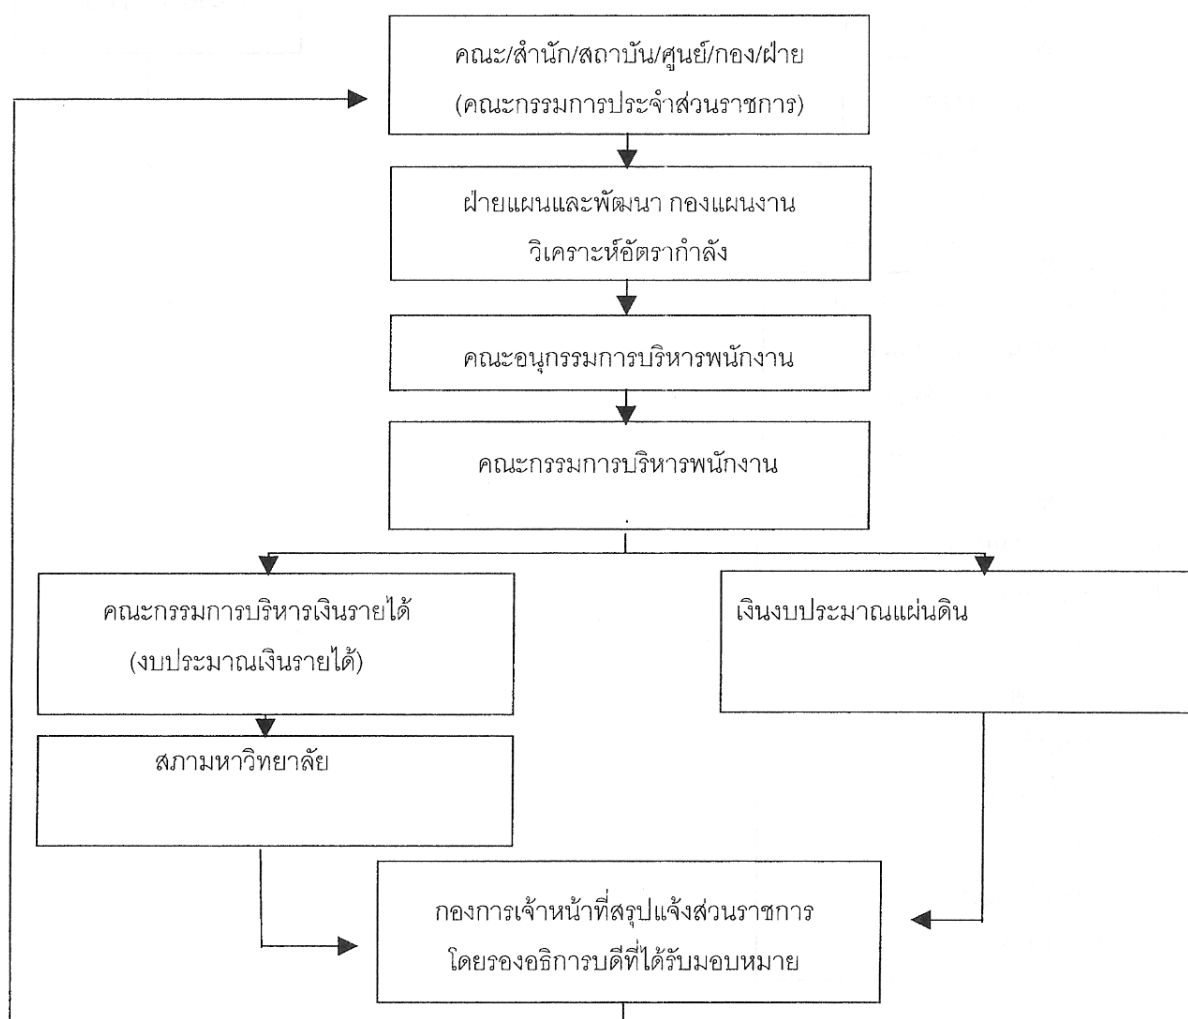 คณะ/สำนัก/สถาบัน/ศูนย์/กอง/ฝ่าย
(คณะกรรมการประจำส่วนราชการ)
ฝ่ายแผนและพัฒนา กองแผนงาน
วิเคราะห์อัตรากำลัง
คณะอนุกรรมการบริหารพนักงาน
คณะกรรมการบริหารพนักงาน
คณะกรรมการบริหารเงินรายได้
(งบประมาณเงินรายได้)
เงินงบประมาณแผ่นดิน
สภามหาวิทยาลัย
กองการเจ้าหน้าที่สรุปแจ้งส่วนราชการ
โดยรองอธิการบดีที่ได้รับมอบหมาย